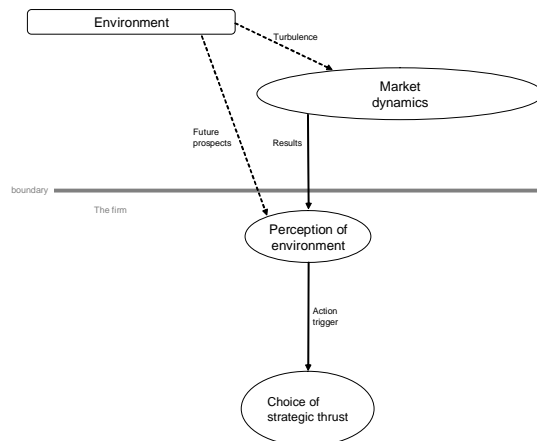 Environment
Turbulence
Market
dynamics
Future
prospects
Results
boundary
The firm
Perception of
environment
Action
trigger
Choice of
strategic thrust